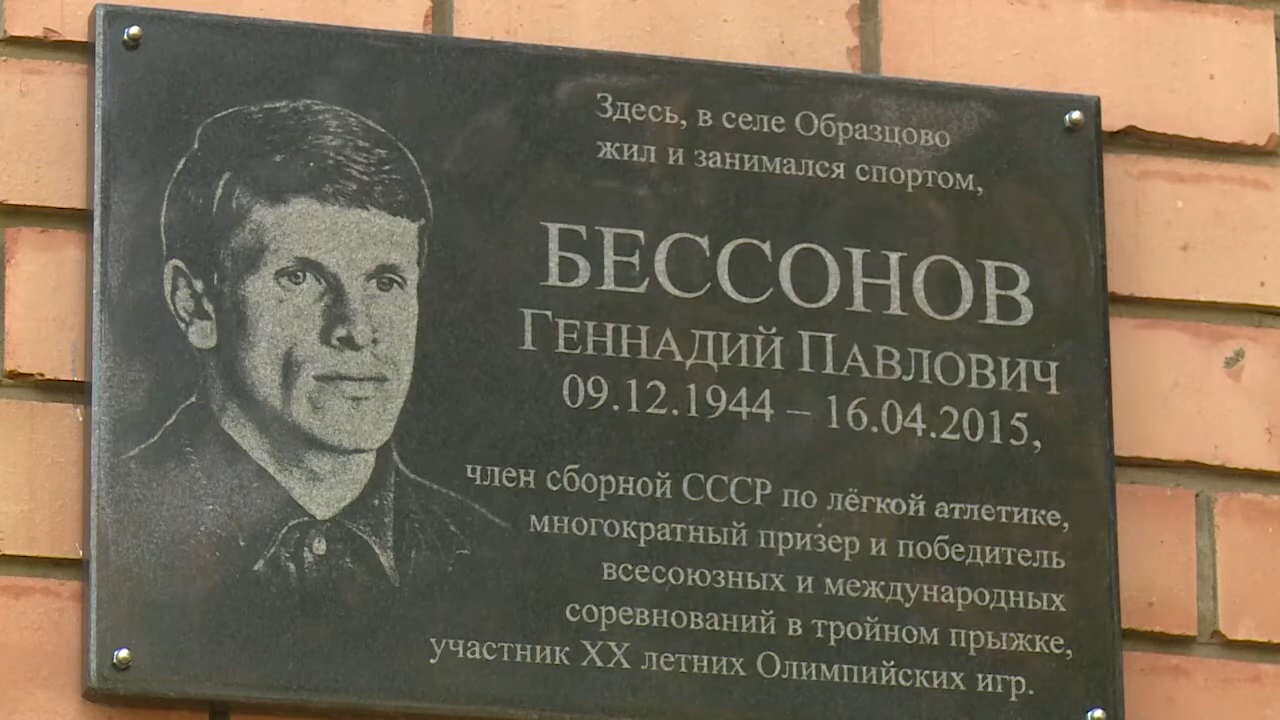 Здесь, в селе Образцово
жил и занимался спортом,
БЕССОНОВ
ГЕННАДИЙ ПАВЛОВИЧ
09.12.1944 – 16.04.2015,
член сборной СССР по лёгкой атлетике,
многократный призер и победитель
всесоюзных и международных
соревнований в тройном прыжке,
участник XX летних Олимпийских игр.